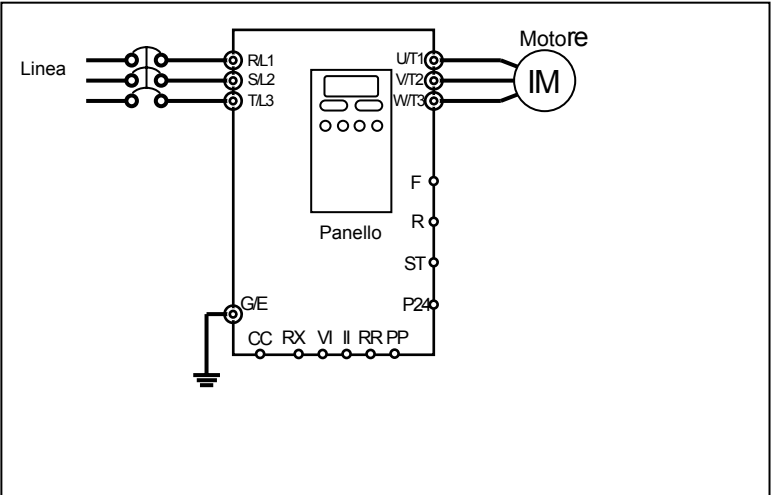 Motore
Linea
R/L1
S/L2
T/L3
U/T1
V/T2
W/T3
IM
F
R
ST
P24
Panello
G/E
CC RX VI II RR PP